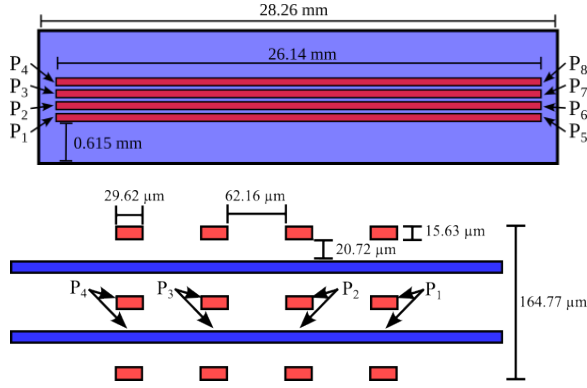 28.26 mm
26.14 mm
P₄ P₈
P₃ P₇
P₂ P₆
P₁ P₅
0.615 mm
29.62 µm 62.16 µm
15.63 µm
20.72 µm
P₄ P₃ P₂ P₁
164.77 µm